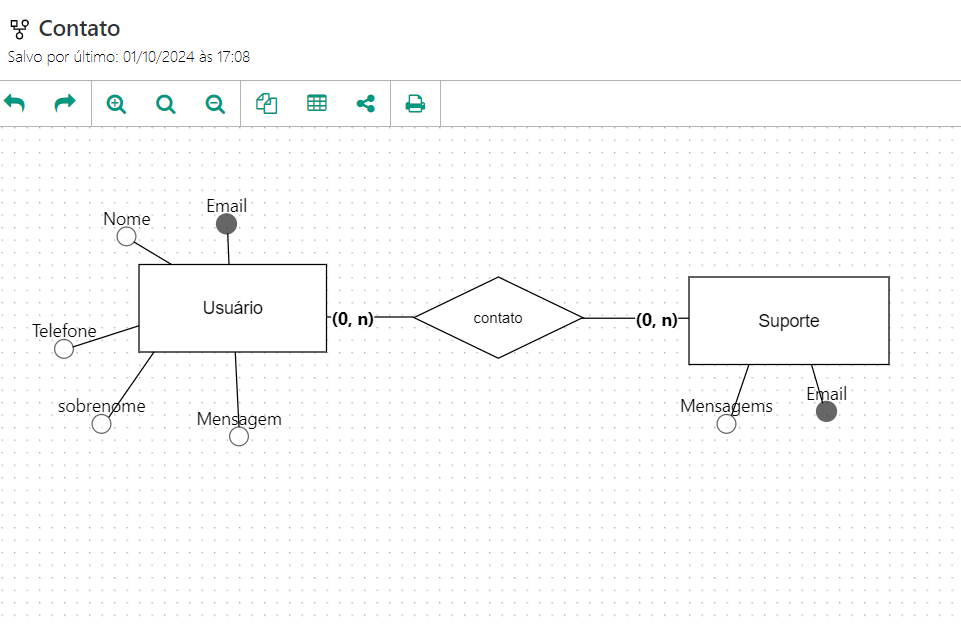 Contato
Salvo por último: 01/10/2024 às 17:08
Email
Nome
Usuário
(0, n)
contato
(0, n)
Suporte
Telefone
sobrenome
Mensagem
Mensagems
Email